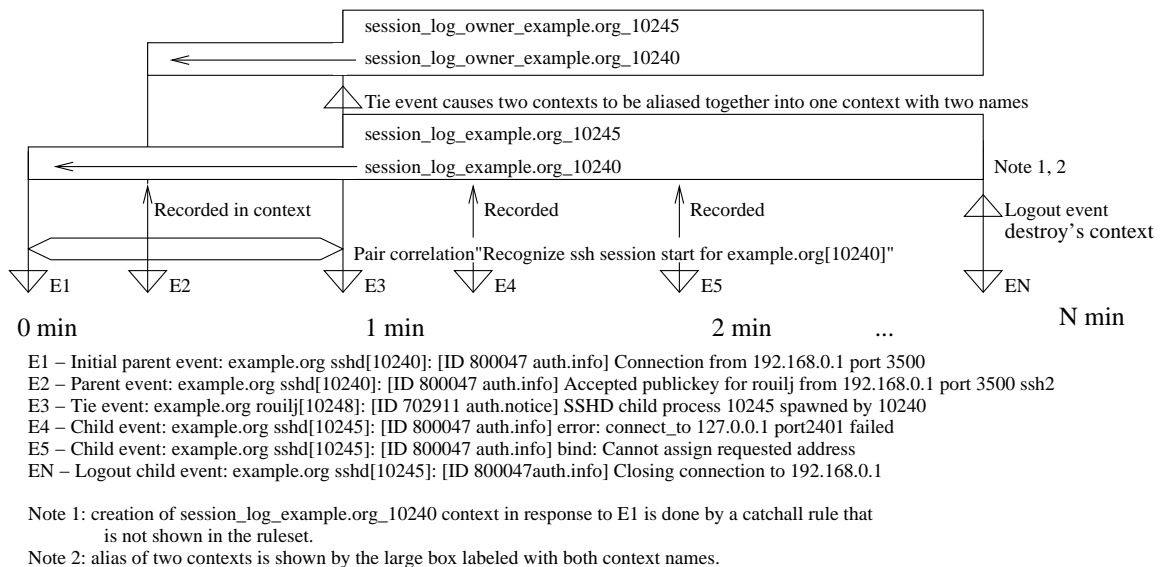 session_log_owner_example.org_10245
session_log_owner_example.org_10240
Tie event causes two contexts to be aliased together into one context with two names
session_log_example.org_10245
session_log_example.org_10240
Note 1, 2
Recorded in context
Recorded
Recorded
Logout event
destroy's context
Pair correlation"Recognize ssh session start for example.org[10240]"
E1
E2
E3
E4
E5
EN
0 min
1 min
2 min
...
N min
E1 – Initial parent event: example.org sshd[10240]: [ID 800047 auth.info] Connection from 192.168.0.1 port 3500
E2 – Parent event: example.org sshd[10240]: [ID 800047 auth.info] Accepted publickey for rouilj from 192.168.0.1 port 3500 ssh2
E3 – Tie event: example.org rouilj[10248]: [ID 702911 auth.notice] SSHD child process 10245 spawned by 10240
E4 – Child event: example.org sshd[10245]: [ID 800047 auth.info] error: connect_to 127.0.0.1 port2401 failed
E5 – Child event: example.org sshd[10245]: [ID 800047 auth.info] bind: Cannot assign requested address
EN – Logout child event: example.org sshd[10245]: [ID 800047auth.info] Closing connection to 192.168.0.1
Note 1: creation of session_log_example.org_10240 context in response to E1 is done by a catchall rule that
is not shown in the ruleset.
Note 2: alias of two contexts is shown by the large box labeled with both context names.